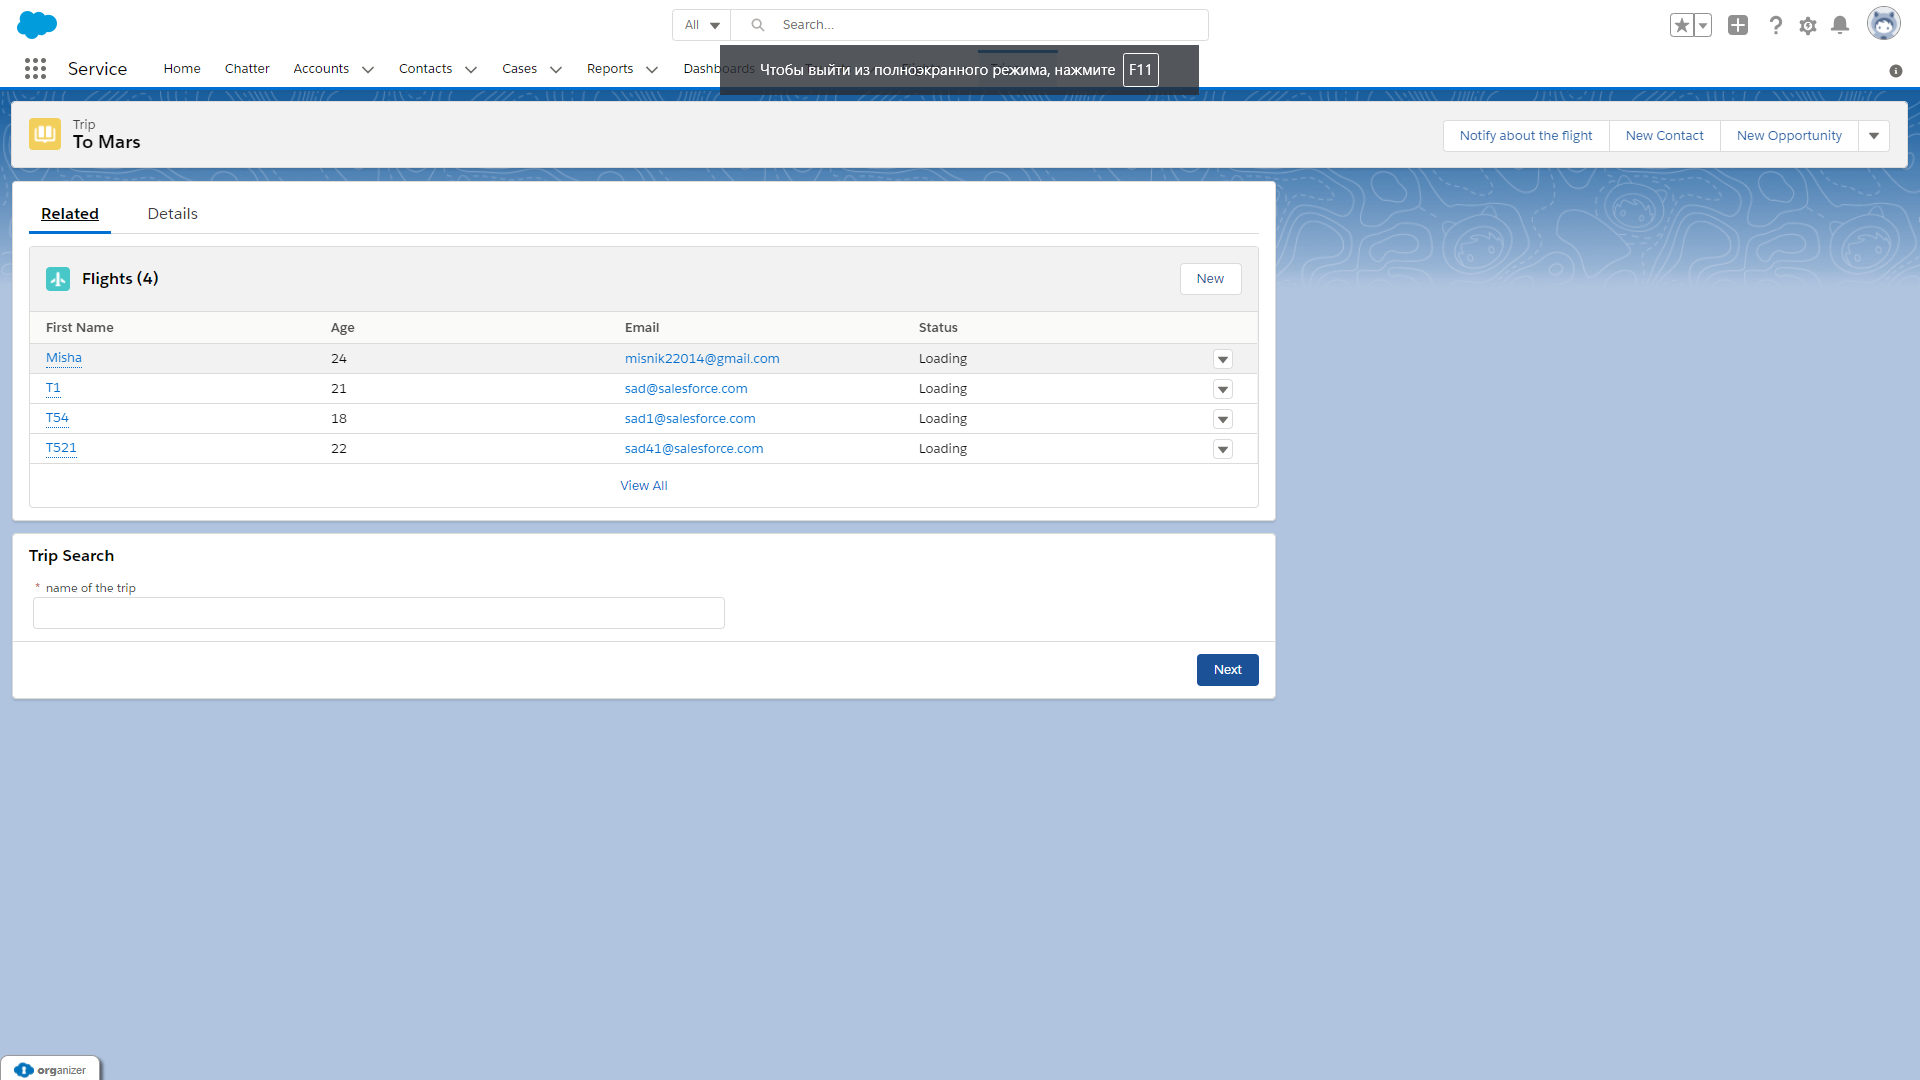 All
Search...
Service
Home
Chatter
Accounts
Contacts
Cases
Reports
Dashboards
Чтобы выйти из полноэкранного режима, нажмите F11
Trip
To Mars
Notify about the flight
New Contact
New Opportunity
Related
Details
Flights (4)
New
First Name Age Email Status
Misha 24 misnik22014@gmail.com Loading
T1 21 sad@salesforce.com Loading
T54 18 sad1@salesforce.com Loading
T521 22 sad41@salesforce.com Loading
View All
Trip Search
* name of the trip
Next
organizer